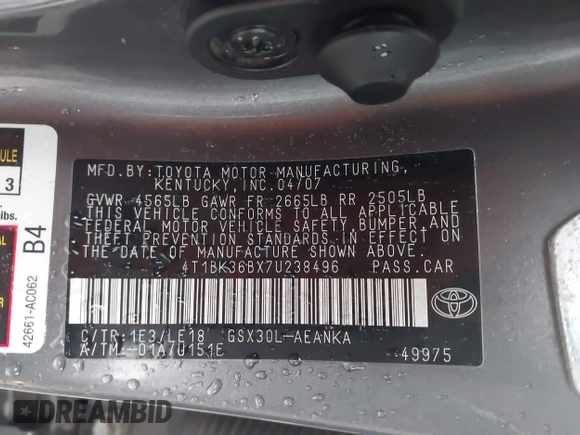 MFD.BY:TOYOTA MOTOR MANUFACTURING,
KENTUCKY,INC.04/07
GVWR 4565LB GAWR FR 2665LB RR 2505LB
THIS VEHICLE CONFORMS TO ALL APPLICABLE
FEDERAL MOTOR VEHICLE SAFETY,BUMPER,AND
THEFT PREVENTION STANDARDS IN EFFECT ON
THE DATE OF MANUFACTURE SHOWN ABOVE.
4T1BK36BX7U238496 PASS.CAR
C/TR:1E3/LE18 GSX30L-AEANKA
A/TM:-01A/U151E 49975
ULE
3
lbs.
B4
42661-AC062
DREAMBID